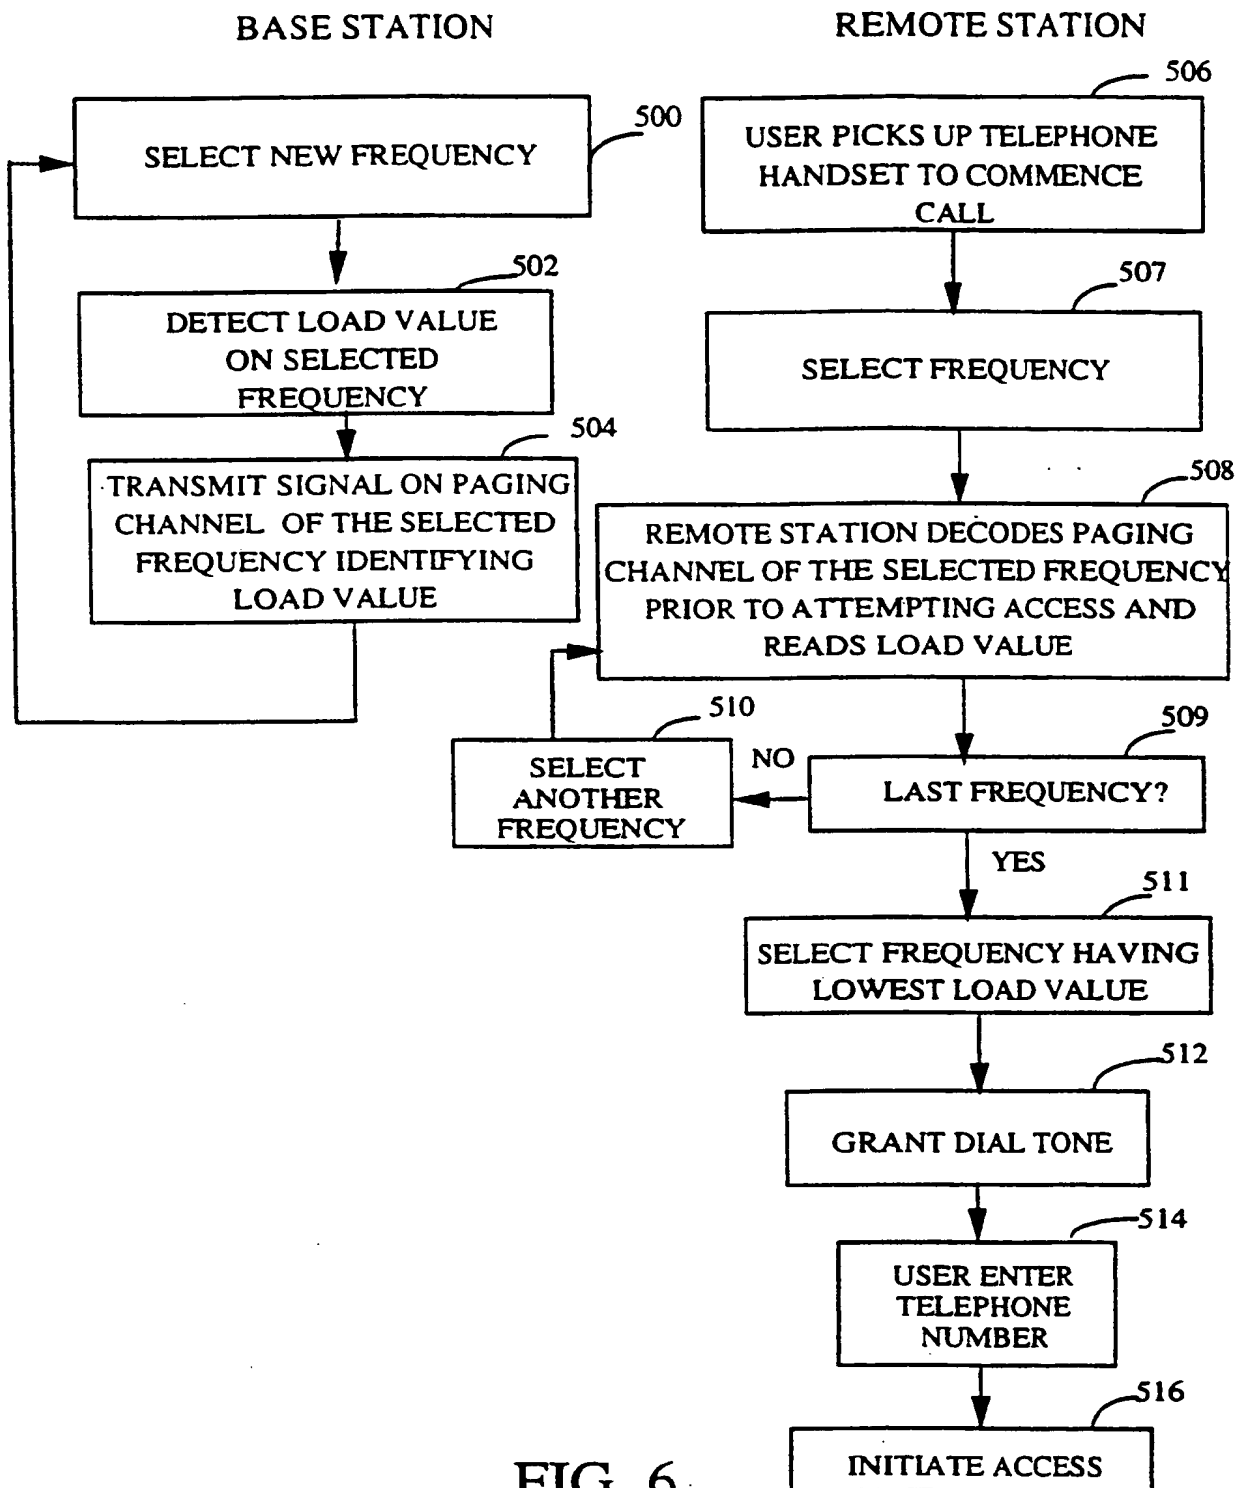 BASE STATION
REMOTE STATION
500
SELECT NEW FREQUENCY
502
DETECT LOAD VALUE
ON SELECTED
FREQUENCY
504
TRANSMIT SIGNAL ON PAGING
CHANNEL OF THE SELECTED
FREQUENCY IDENTIFYING
LOAD VALUE
506
USER PICKS UP TELEPHONE
HANDSET TO COMMENCE
CALL
507
SELECT FREQUENCY
508
REMOTE STATION DECODES PAGING
CHANNEL OF THE SELECTED FREQUENCY
PRIOR TO ATTEMPTING ACCESS AND
READS LOAD VALUE
509
LAST FREQUENCY?
NO
510
SELECT
ANOTHER
FREQUENCY
YES
511
SELECT FREQUENCY HAVING
LOWEST LOAD VALUE
512
GRANT DIAL TONE
514
USER ENTER
TELEPHONE
NUMBER
516
INITIATE ACCESS
FIG. 6